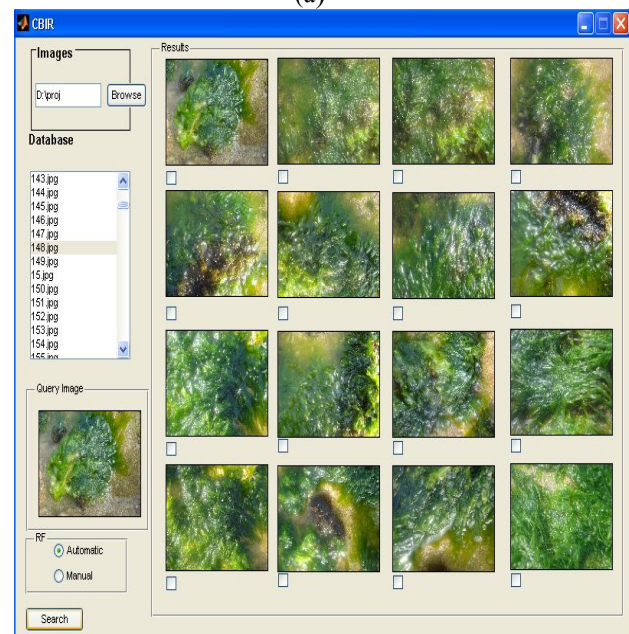 (a)
CBIR
Images
D:\proj
Browse
Database
143.jpg
144.jpg
145.jpg
146.jpg
147.jpg
148.jpg
149.jpg
15.jpg
150.jpg
151.jpg
152.jpg
153.jpg
154.jpg
155.jpg
Query Image
RF
Automatic
Manual
Search
Results